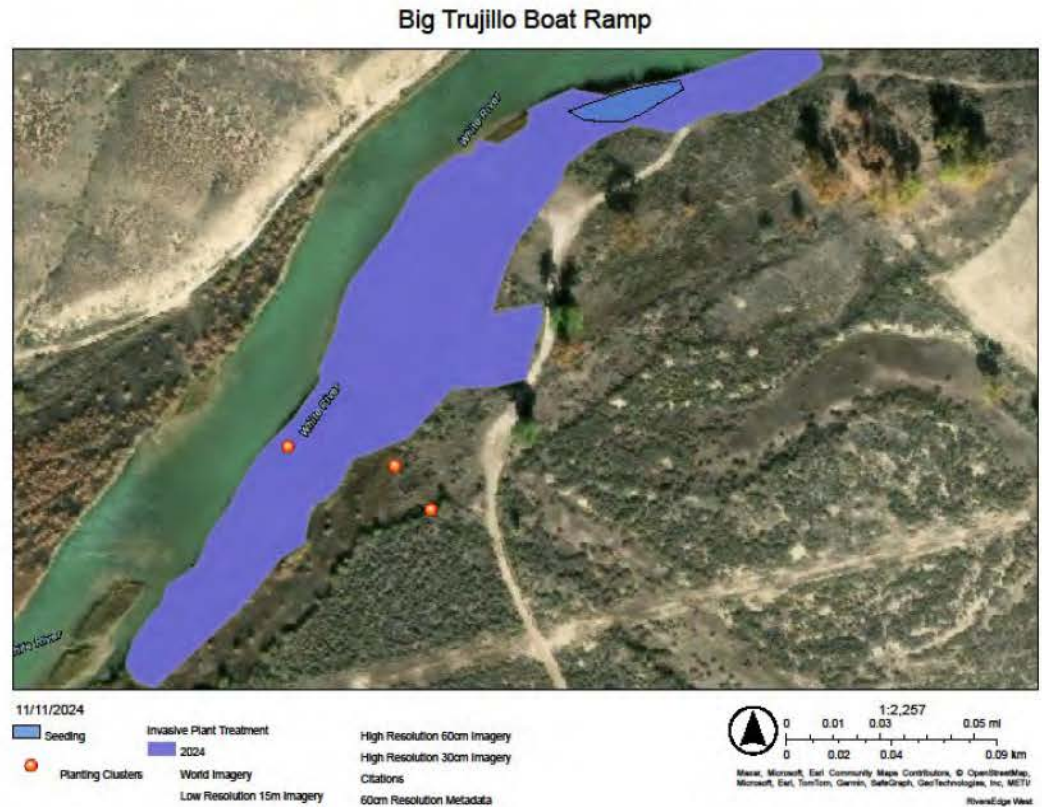 Big Trujillo Boat Ramp
White River
White River
hite River
11/11/2024
Seeding
Planting Clusters
Invasive Plant Treatment
2024
World Imagery
Low Resolution 15m Imagery
High Resolution 60cm Imagery
High Resolution 30cm Imagery
Citations
60cm Resolution Metadata
1:2,257
0 0.01 0.03 0.05 mi
0 0.02 0.04 0.09 km
Maxar, Microsoft, Esri Community Maps Contributors, © OpenStreetMap,
Microsoft, Esri, TomTom, Garmin, SafeGraph, GeoTechnologies, Inc, METI/
RiversEdge West